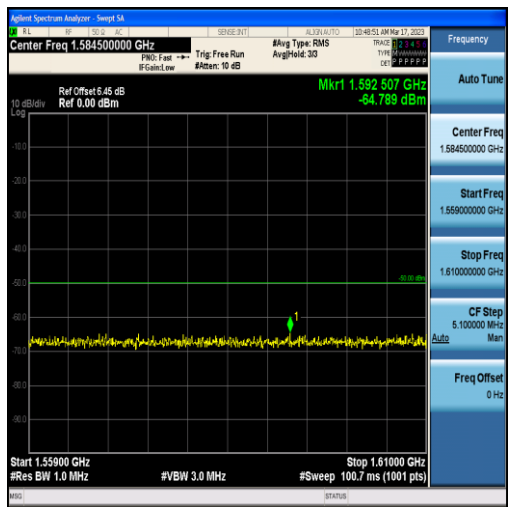 Agilent Spectrum Analyzer - Swept SA
RL RF 50 Ω AC SENSE:INT ALIGN AUTO 10:48:51 AM Mar 17, 2023
Center Freq 1.584500000 GHz
PNO: Fast
IFGain:Low
Trig: Free Run
#Atten: 10 dB
#Avg Type: RMS
Avg|Hold: 3/3
TRACE 1 2 3 4 5 6
TYPE
DET P P P P P P
Frequency
Auto Tune
Ref Offset 6.45 dB
Ref 0.00 dBm
10 dB/div
Log
Mkr1 1.592 507 GHz
-64.789 dBm
-10.0
-20.0
-30.0
-40.0
-50.0
-60.0
-70.0
-80.0
-90.0
-50.00 dBm
1
Center Freq
1.584500000 GHz
Start Freq
1.559000000 GHz
Stop Freq
1.610000000 GHz
CF Step
5.100000 MHz
Auto Man
Freq Offset
0 Hz
Start 1.55900 GHz
Stop 1.61000 GHz
#Res BW 1.0 MHz
#VBW 3.0 MHz
#Sweep 100.7 ms (1001 pts)
MSG
STATUS